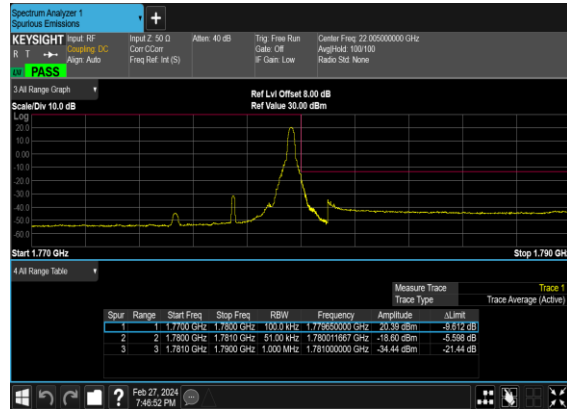 Spectrum Analyzer 1
Spurious Emissions
KEYSIGHT
R T
LW PASS
Input: RF
Coupling: DC
Align: Auto
Input Z: 50 Ω
Corr CCorr
Freq Ref: Int (S)
Atten: 40 dB
Trig: Free Run
Gate: Off
IF Gain: Low
Center Freq: 22.005000000 GHz
Avg|Hold: 100/100
Radio Std: None
3 All Range Graph
Scale/Div 10.0 dB
Ref Lvl Offset 8.00 dB
Ref Value 30.00 dBm
Log
20.0
10.0
0.00
-10.0
-20.0
-30.0
-40.0
-50.0
-60.0
Start 1.770 GHz
Stop 1.790 GHz
4 All Range Table
Measure Trace Trace 1
Trace Type Trace Average (Active)
Spur Range Start Freq Stop Freq RBW Frequency Amplitude ΔLimit
1 1 1.7700 GHz 1.7800 GHz 100.0 kHz 1.779650000 GHz 20.39 dBm -9.612 dB
2 2 1.7800 GHz 1.7810 GHz 51.00 kHz 1.780011667 GHz -18.60 dBm -5.598 dB
3 3 1.7810 GHz 1.7900 GHz 1.000 MHz 1.781000000 GHz -34.44 dBm -21.44 dB
Feb 27, 2024
7:46:52 PM